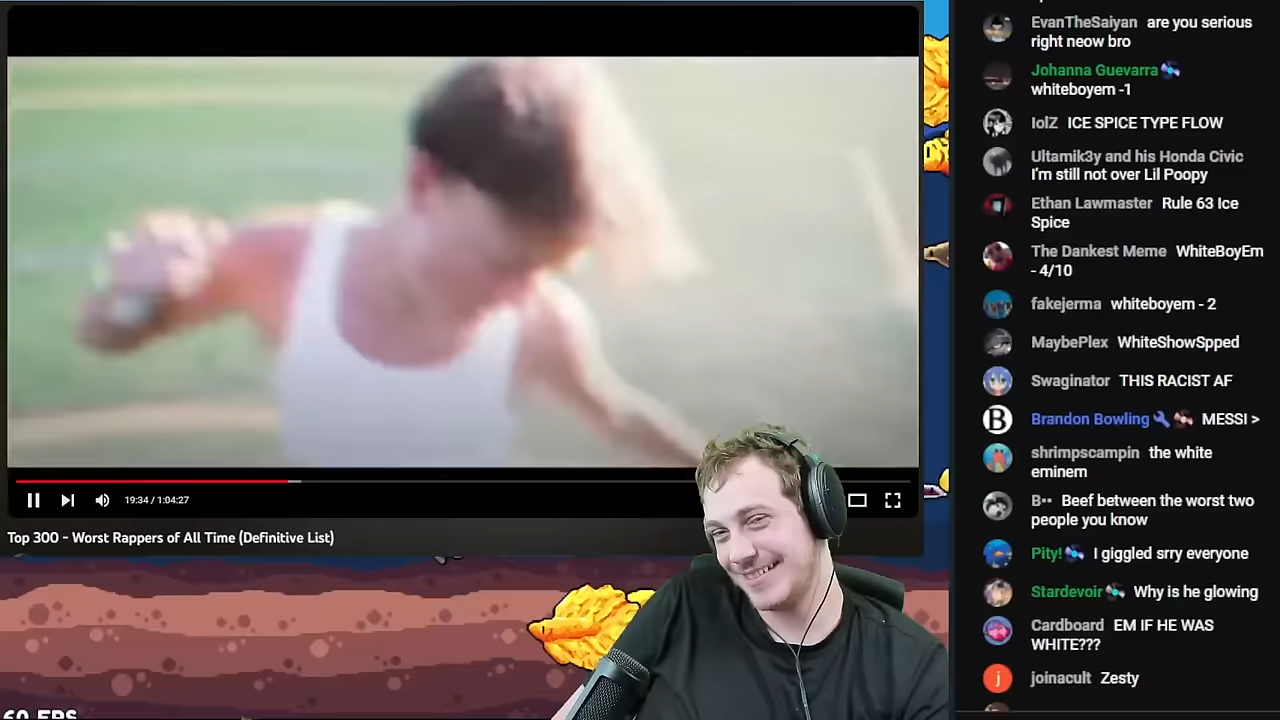 EvanTheSaiyan are you serious
right neow bro
Johanna Guevarra
whiteboyem -1
IolZ ICE SPICE TYPE FLOW
Ultamik3y and his Honda Civic
I'm still not over Lil Poopy
Ethan Lawmaster Rule 63 Ice
Spice
The Dankest Meme WhiteBoyEm
- 4/10
fakejerma whiteboyem - 2
MaybePlex WhiteShowSpped
Swaginator THIS RACIST AF
B
Brandon Bowling MESSI >
shrimpscampin the white
eminem
B•• Beef between the worst two
people you know
Pity! I giggled srry everyone
Stardevoir Why is he glowing
Cardboard EM IF HE WAS
WHITE???
j
joinacult Zesty
19:34 / 1:04:27
Top 300 - Worst Rappers of All Time (Definitive List)
60 FPS